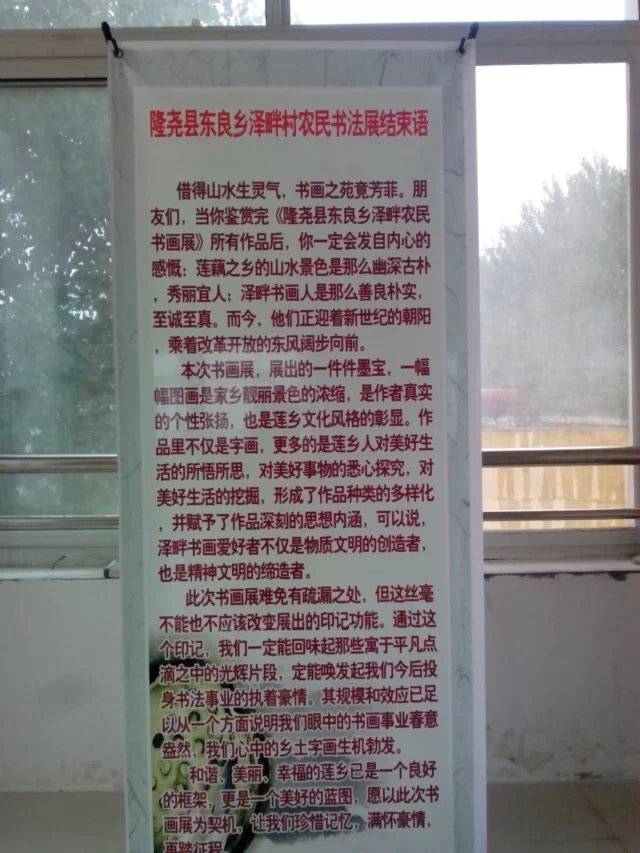 隆尧县东良乡泽畔村农民书法展结束语
借得山水生灵气，书画之苑竟芳菲。朋
友们，当你鉴赏完《隆尧县东良乡泽畔农民
书画展》所有作品后，你一定会发自内心的
感慨：莲藕之乡的山水景色是那么幽深古朴
，秀丽宜人；泽畔书画人是那么善良朴实，
至诚至真。而今，他们正迎着新世纪的朝阳
，乘着改革开放的东风阔步向前。
本次书画展，展出的一件件墨宝，一幅
幅图画是家乡靓丽景色的浓缩，是作者真实
的个性张扬，也是莲乡文化风格的彰显。作
品里不仅是字画，更多的是莲乡人对美好生
活的所悟所思，对美好事物的悉心探究，对
美好生活的挖掘，形成了作品种类的多样化
，并赋予了作品深刻的思想内涵，可以说，
泽畔书画爱好者不仅是物质文明的创造者，
也是精神文明的缔造者。
此次书画展难免有疏漏之处，但这丝毫
不能也不应该改变展出的印记功能。通过这
个印记，我们一定能回味起那些寓于平凡点
滴之中的光辉片段，定能唤发起我们今后投
身书法事业的执着豪情。其规模和效应已足
以从一个方面说明我们眼中的书画事业春意
盎然，我们心中的乡土字画生机勃发。
和谐、美丽、幸福的莲乡已是一个良好
的框架，更是一个美好的蓝图，愿以此次书
画展为契机，让我们珍惜记忆，满怀豪情，
再踏征程